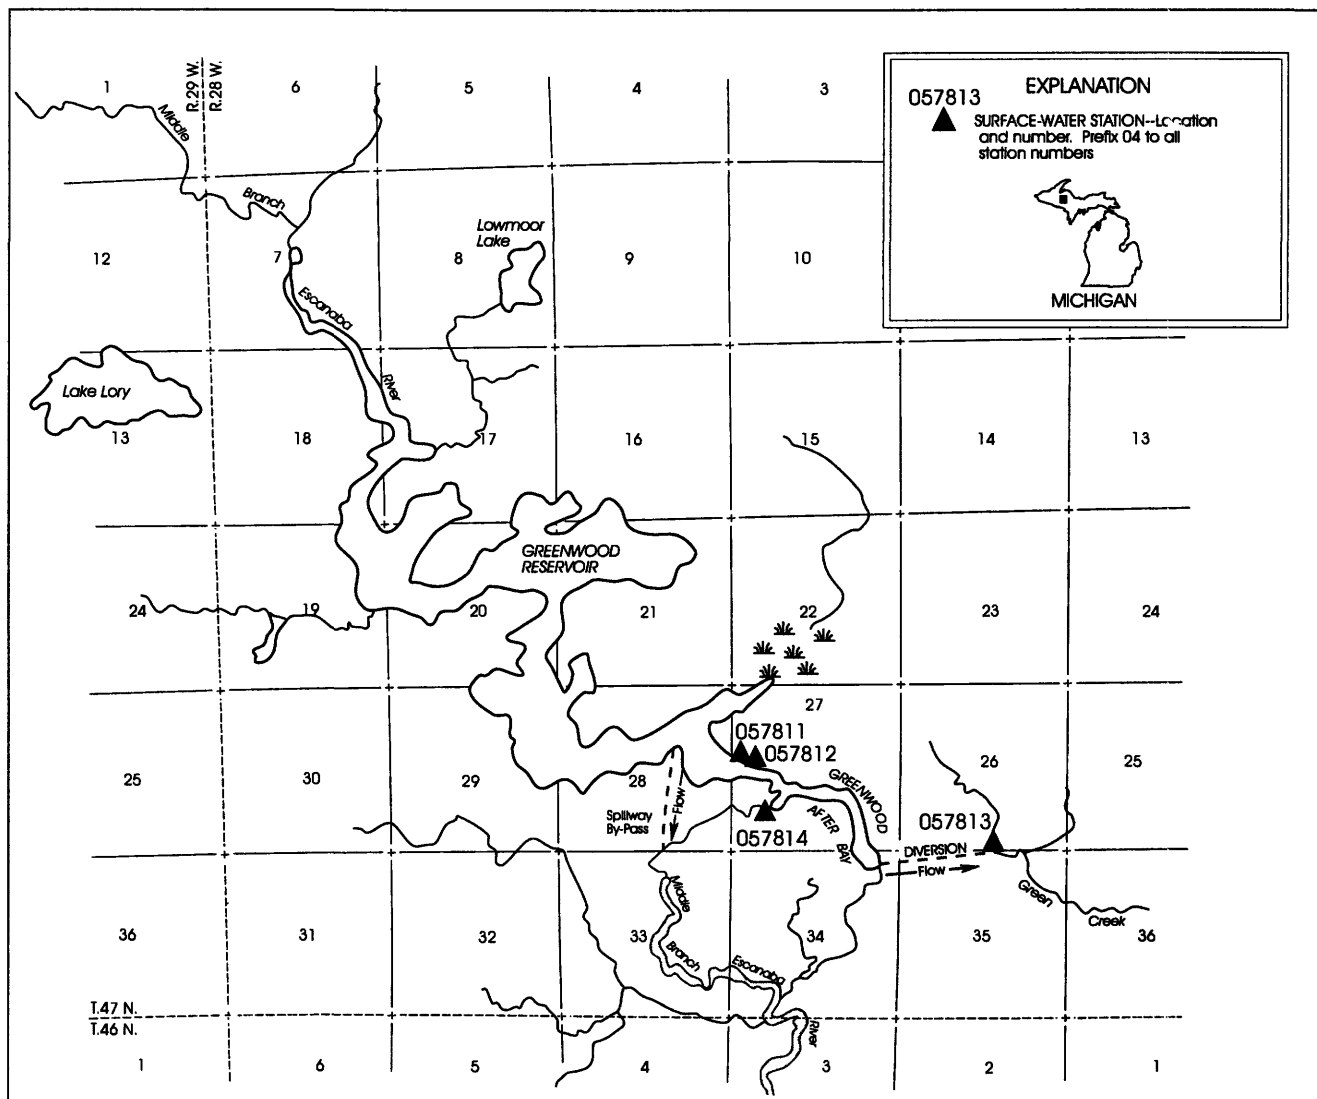 1
R.29 W.
R.28 W.
6
5
4
3
EXPLANATION
057813
SURFACE-WATER STATION--Location
and number. Prefix 04 to all
station numbers
MICHIGAN
Middle
Branch
Lowmoor
Lake
12
7
8
9
10
Escanaba
River
Lake Lory
13
18
17
16
15
14
13
GREENWOOD
RESERVOIR
24
19
20
21
22
23
24
27
057811
057812
25
30
29
28
26
25
GREENWOOD
AFTER
BAY
Spillway
By-Pass
Flow
057814
057813
DIVERSION
Flow
Green
Creek
Middle
Branch
Escanaba
River
36
31
32
33
34
35
36
T.47 N.
T.46 N.
1
6
5
4
3
2
1